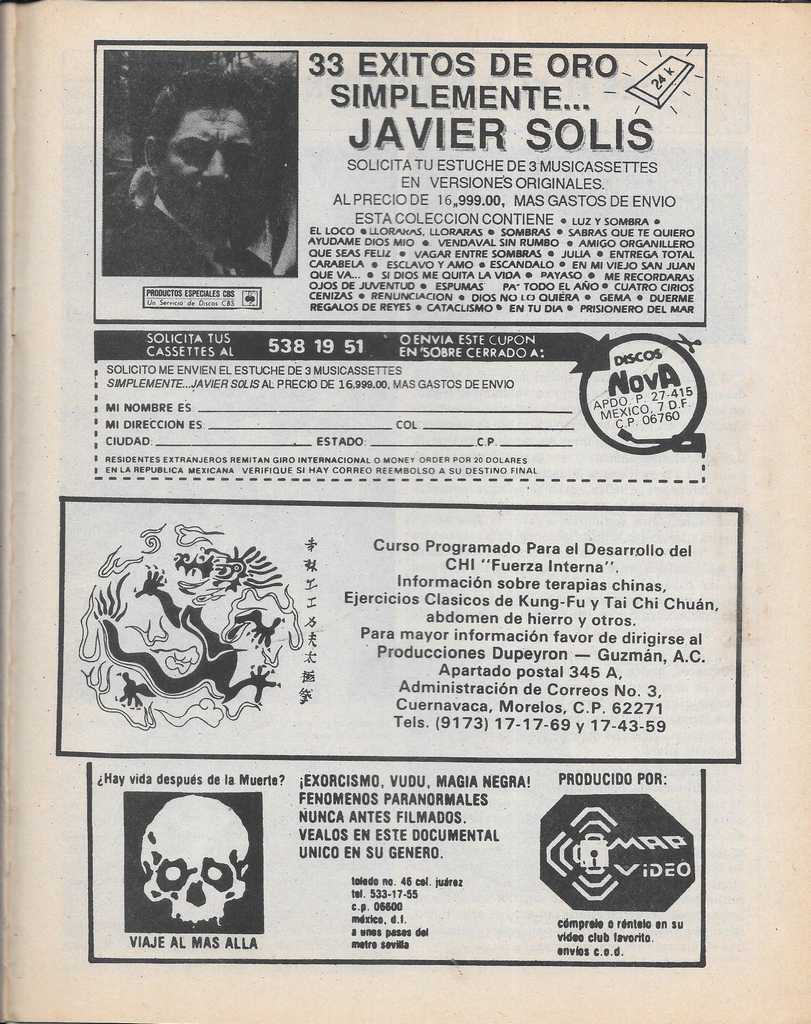 33 EXITOS DE ORO
24 k
SIMPLEMENTE...
JAVIER SOLIS
SOLICITA TU ESTUCHE DE 3 MUSICASSETTES
EN VERSIONES ORIGINALES.
AL PRECIO DE 16,999.00, MAS GASTOS DE ENVIO
ESTA COLECCION CONTIENE • LUZ Y SOMBRA •
EL LOCO • LLORARAS, LLORARAS • SOMBRAS • SABRAS QUE TE QUIERO
AYUDAME DIOS MIO • VENDAVAL SIN RUMBO • AMIGO ORGANILLERO
QUE SEAS FELIZ • VAGAR ENTRE SOMBRAS • JULIA • ENTREGA TOTAL
CARABELA • ESCLAVO Y AMO • ESCANDALO • EN MI VIEJO SAN JUAN
QUE VA... • SI DIOS ME QUITA LA VIDA • PAYASO • ME RECORDARAS
OJOS DE JUVENTUD • ESPUMAS PA' TODO EL AÑO • CUATRO CIRIOS
CENIZAS • RENUNCIACION • DIOS NO LO QUIERA • GEMA • DUERME
REGALOS DE REYES • CATACLISMO • EN TU DIA • PRISIONERO DEL MAR
PRODUCTOS ESPECIALES CBS
Un Servicio de Discos CBS
SOLICITA TUS
CASSETTES AL
538 19 51
O ENVIA ESTE CUPON
EN SOBRE CERRADO A:
DISCOS
NovA
APDO. P. 27-415
MEXICO, 7 D.F.
C.P. 06760
SOLICITO ME ENVIEN EL ESTUCHE DE 3 MUSICASSETTES
SIMPLEMENTE...JAVIER SOLIS AL PRECIO DE 16,999.00, MAS GASTOS DE ENVIO
MI NOMBRE ES
MI DIRECCION ES COL
CIUDAD: ESTADO: C.P.
RESIDENTES EXTRANJEROS REMITAN GIRO INTERNACIONAL O MONEY ORDER POR 20 DOLARES
EN LA REPUBLICA MEXICANA VERIFIQUE SI HAY CORREO REEMBOLSO A SU DESTINO FINAL
Curso Programado Para el Desarrollo del
CHI "Fuerza Interna".
Información sobre terapias chinas,
Ejercicios Clasicos de Kung-Fu y Tai Chi Chuán,
abdomen de hierro y otros.
Para mayor información favor de dirigirse al
Producciones Dupeyron — Guzmán, A.C.
Apartado postal 345 A,
Administración de Correos No. 3,
Cuernavaca, Morelos, C.P. 62271
Tels. (9173) 17-17-69 y 17-43-59
¿Hay vida después de la Muerte?
VIAJE AL MAS ALLA
¡EXORCISMO, VUDU, MAGIA NEGRA!
FENOMENOS PARANORMALES
NUNCA ANTES FILMADOS.
VEALOS EN ESTE DOCUMENTAL
UNICO EN SU GENERO.
toledo no. 46 col. juárez
tel. 533-17-55
c.p. 06600
méxico, d.f.
a unos pasos del
metro sevilla
PRODUCIDO POR:
MAP
VIDEO
cómprelo o réntelo en su
video club favorito.
envíos c.o.d.